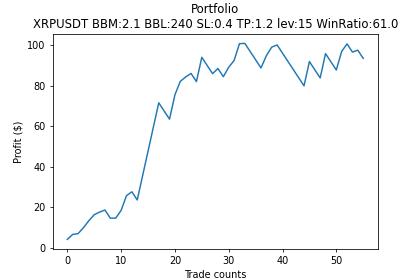 Portfolio
XRPUSDT BBM:2.1 BBL:240 SL:0.4 TP:1.2 lev:15 WinRatio:61.0
100
80
60
40
20
0
Profit ($)
0 10 20 30 40 50
Trade counts